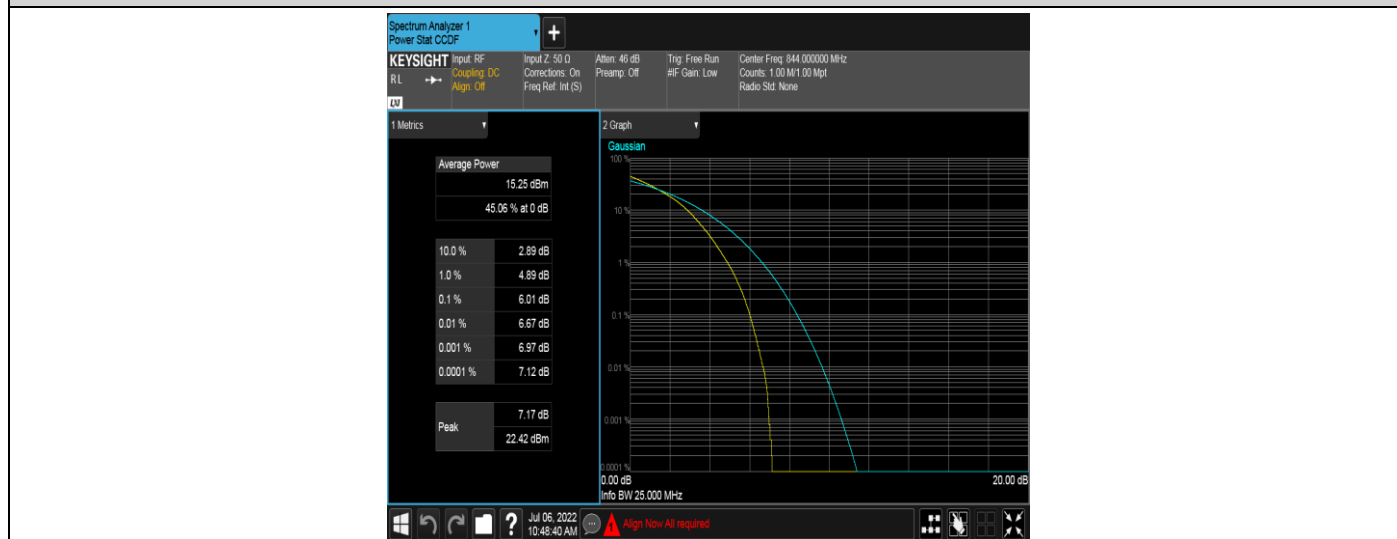 Spectrum Analyzer 1
Power Stat CCDF
+
KEYSIGHT
RL
LXI
Input: RF
Coupling: DC
Align: Off
Input Z: 50 Ω
Corrections: On
Freq Ref: Int (S)
Atten: 46 dB
Preamp: Off
Trig: Free Run
#IF Gain: Low
Center Freq: 844.000000 MHz
Counts: 1.00 M/1.00 Mpt
Radio Std: None
1 Metrics
Average Power
15.25 dBm
45.06 % at 0 dB
10.0 % 2.89 dB
1.0 % 4.89 dB
0.1 % 6.01 dB
0.01 % 6.67 dB
0.001 % 6.97 dB
0.0001 % 7.12 dB
Peak
7.17 dB
22.42 dBm
2 Graph
Gaussian
100 %
10 %
1 %
0.1 %
0.01 %
0.001 %
0.0001 %
0.00 dB 20.00 dB
Info BW 25.000 MHz
?
Jul 06, 2022
10:48:40 AM
Align Now All required